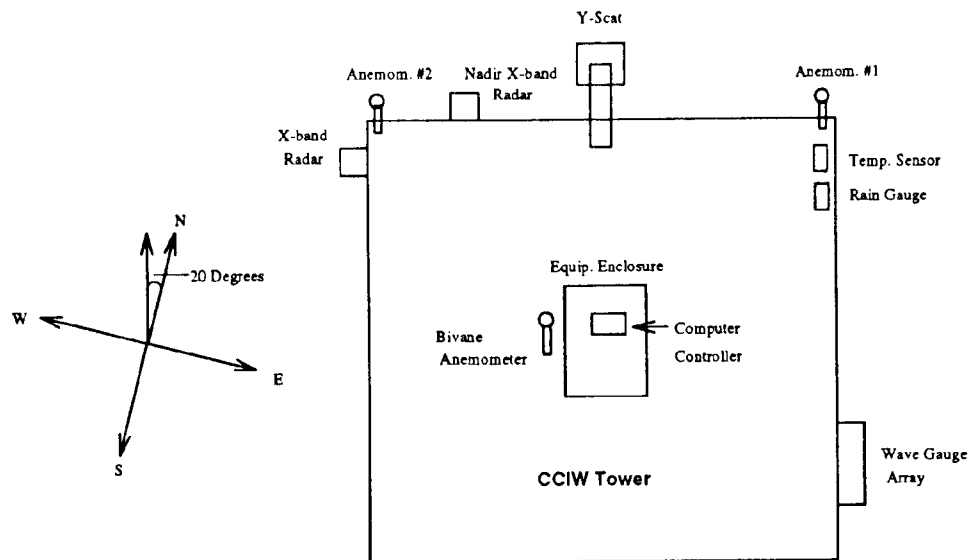 Y-Scat
Anemom. #2
Nadir X-band
Radar
Anemom. #1
X-band
Radar
Temp. Sensor
Rain Gauge
N
20 Degrees
W
E
S
Equip. Enclosure
Bivane
Anemometer
Computer
Controller
Wave Gauge
Array
CCIW Tower